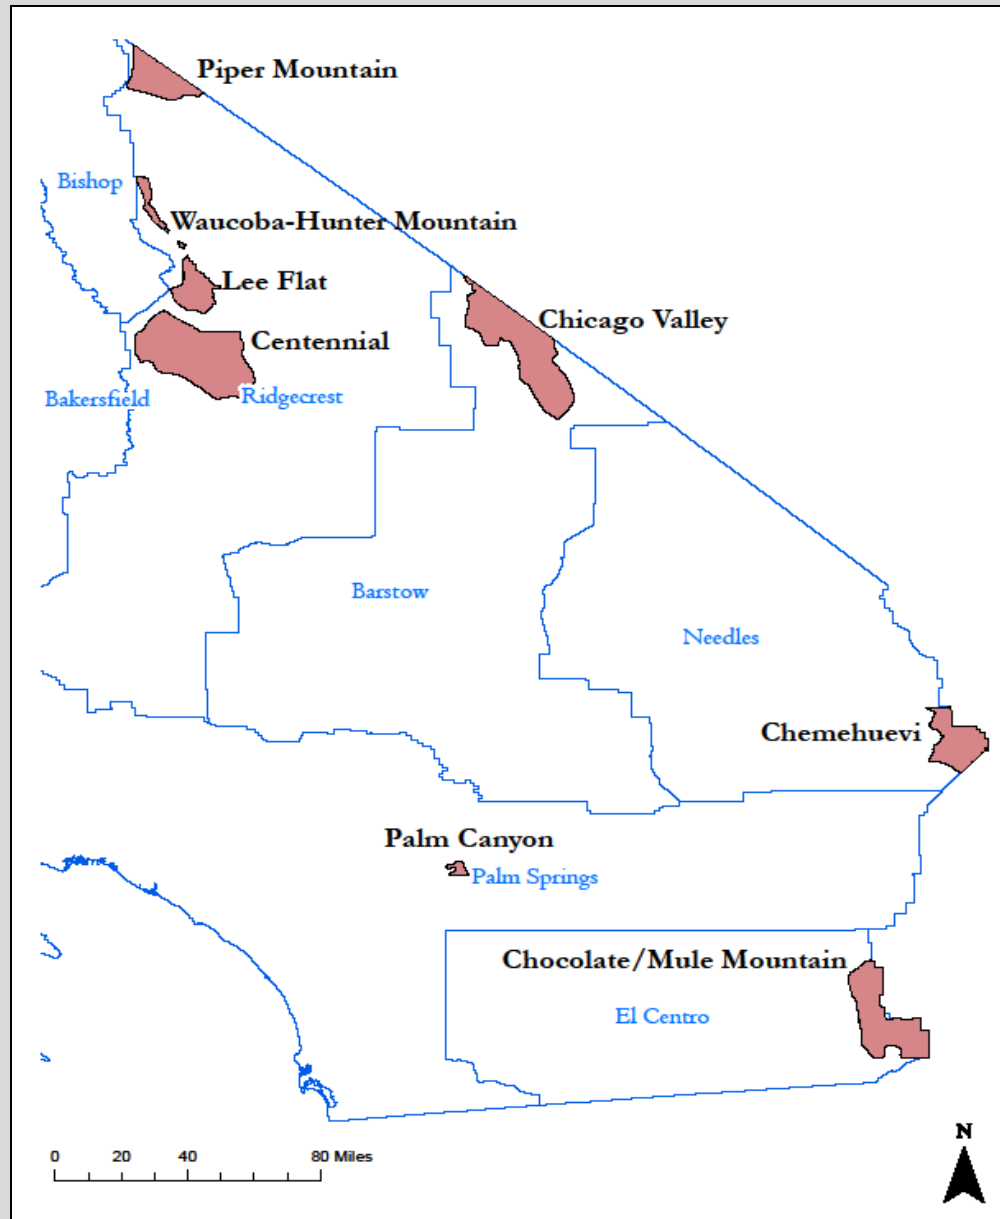 Piper Mountain
Bishop
Waucoba-Hunter Mountain
Lee Flat
Chicago Valley
Centennial
Bakersfield
Ridgecrest
Barstow
Needles
Chemehuevi
Palm Canyon
Palm Springs
Chocolate/Mule Mountain
El Centro
N
0 20 40 80 Miles